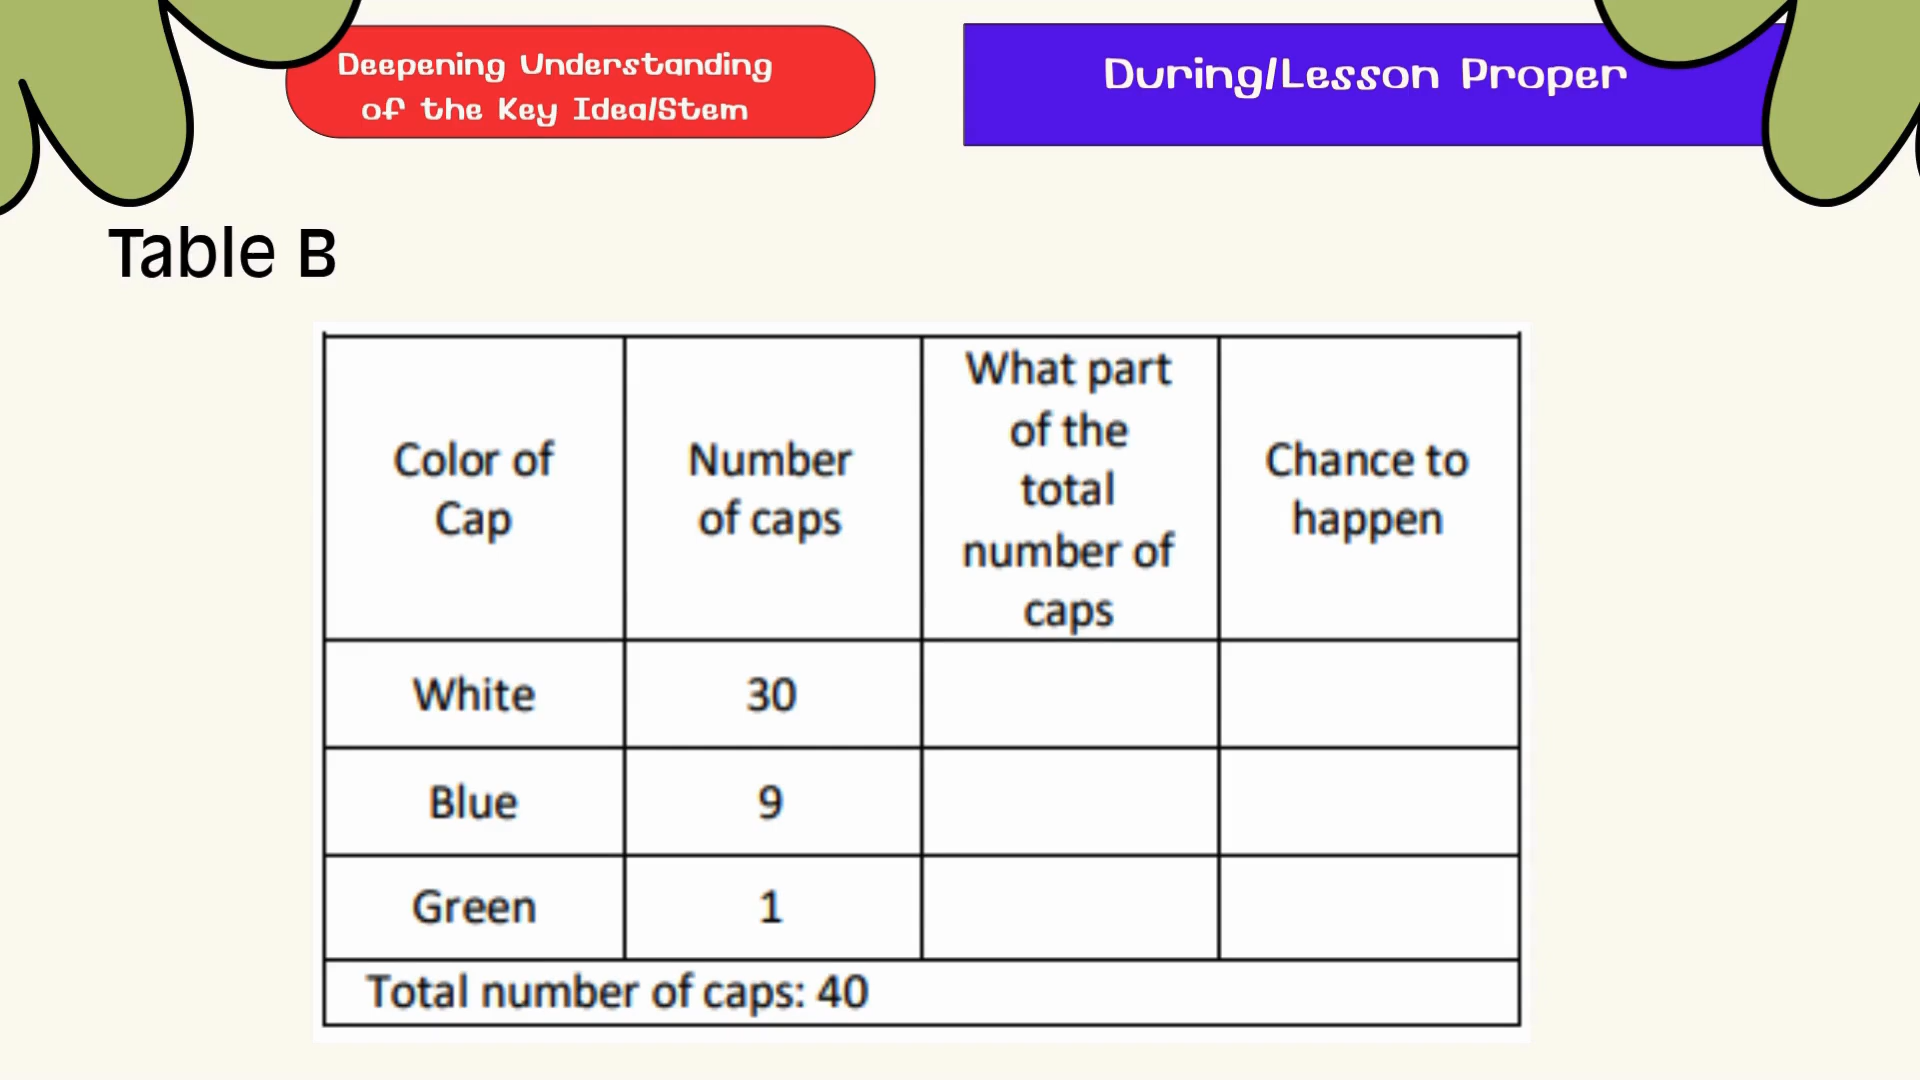 Deepening Understanding
of the Key Idea/Stem
During/Lesson Proper
Table B
Color of
Cap
Number
of caps
What part
of the
total
number of
caps
Chance to
happen
White
30
Blue
9
Green
1
Total number of caps: 40